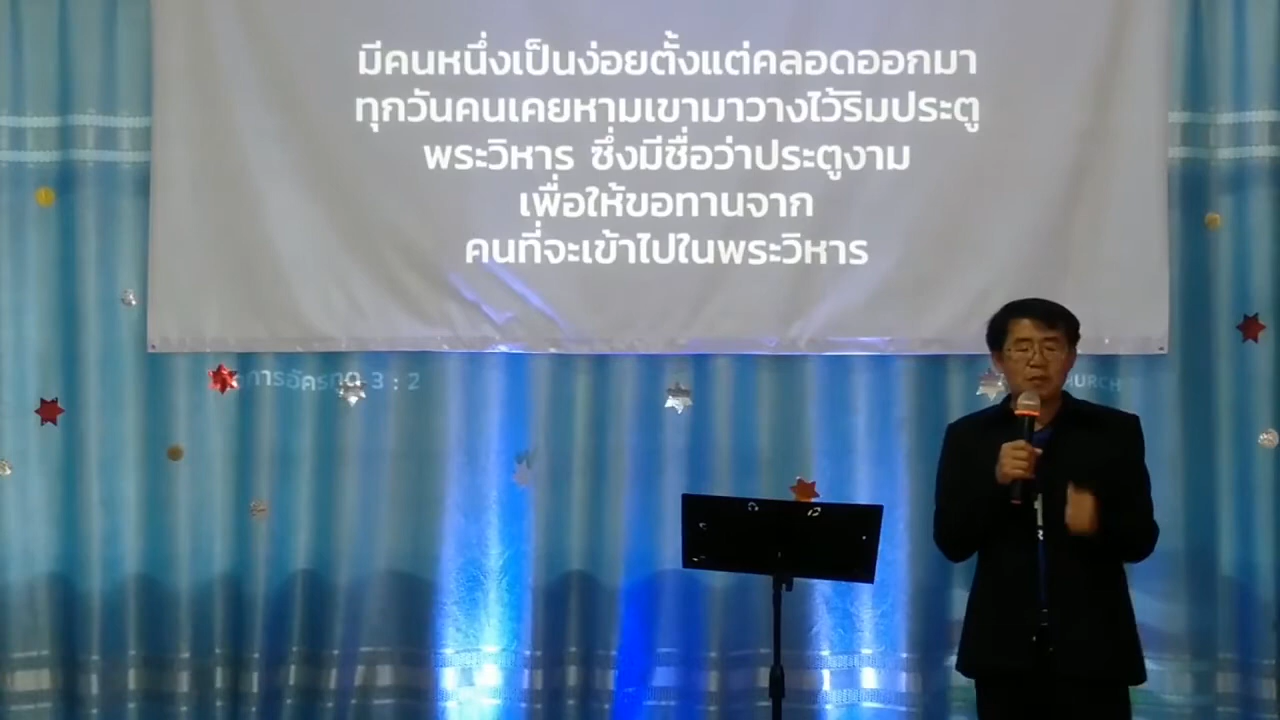 มีคนหนึ่งเป็นง่อยตั้งแต่คลอดออกมา
ทุกวันคนเคยหามเขามาวางไว้ริมประตู
พระวิหาร ซึ่งมีชื่อว่าประตูงาม
เพื่อให้ขอทานจาก
คนที่จะเข้าไปในพระวิหาร
3 : 2